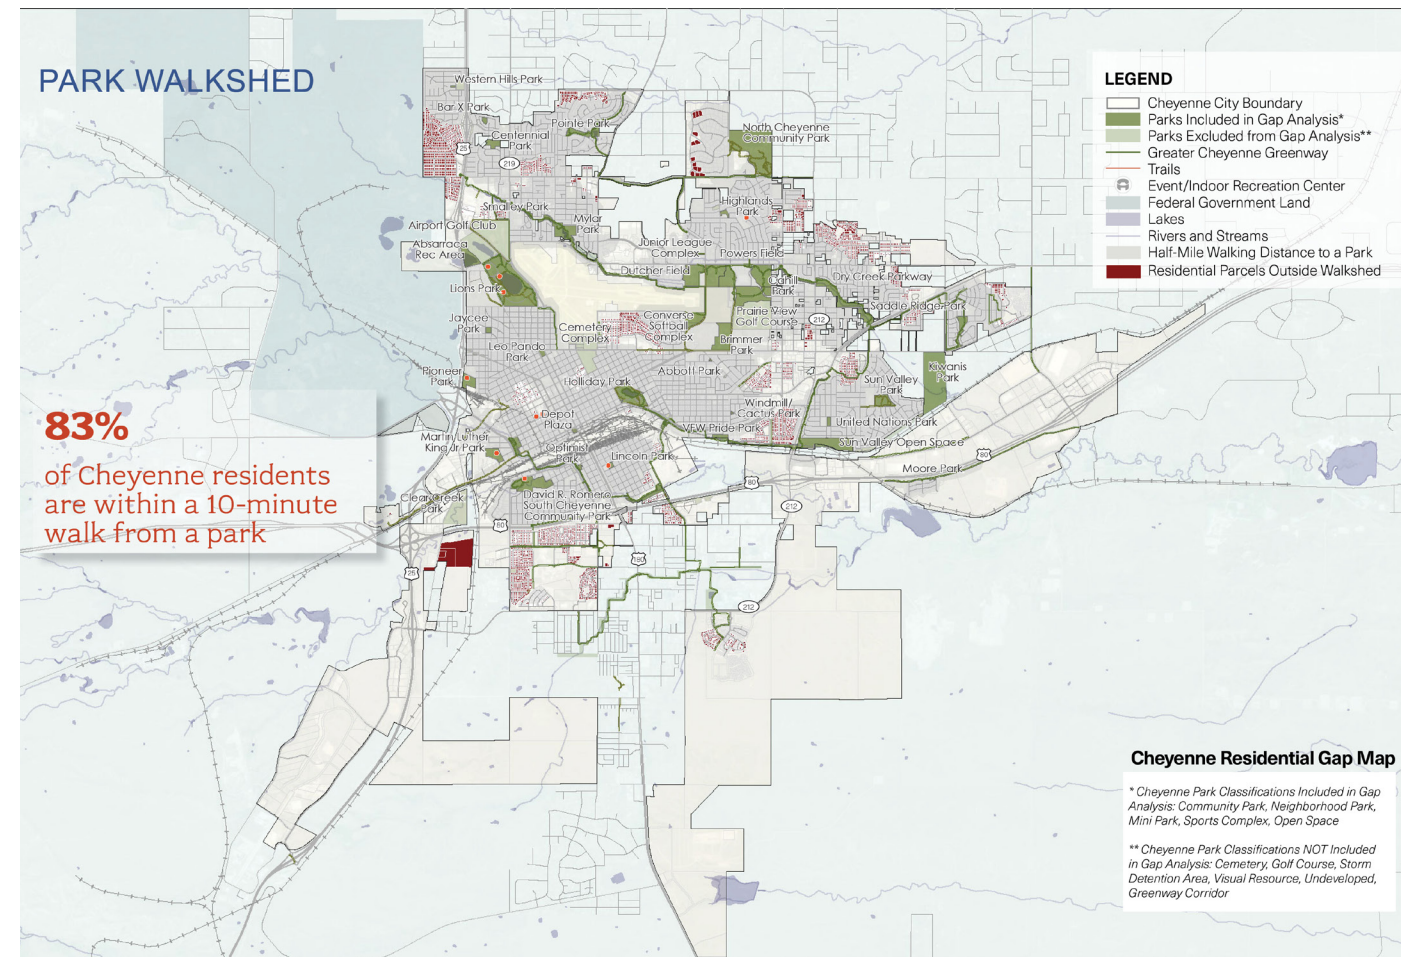 PARK WALKSHED
LEGEND
Cheyenne City Boundary
Parks Included in Gap Analysis*
Parks Excluded from Gap Analysis**
Greater Cheyenne Greenway
Trails
Event/Indoor Recreation Center
Federal Government Land
Lakes
Rivers and Streams
Half-Mile Walking Distance to a Park
Residential Parcels Outside Walkshed
Western Hills Park
Bar X Park
Pointe Park
Centennial
Park
North Cheyenne
Community Park
25
219
Smalley Park
Mylar
Park
Highlands
Park
Airport Golf Club
Absarraca
Rec Area
Junior League
Complex
Powers Field
Dutcher Field
Cahill
Park
Dry Creek Parkway
Lions Park
Saddle Ridge Park
Jaycee
Park
Cemetery
Complex
Converse
Softball
Complex
Prairie View
Golf Course
212
Leo Pando
Park
Brimmer
Park
Pioneer
Park
Holliday Park
Abbott Park
Kiwanis
Park
Sun Valley
Park
83%
of Cheyenne residents
are within a 10-minute
walk from a park
Depot
Plaza
Windmill/
Cactus Park
VFW Pride Park
United Nations Park
Martin Luther
King Jr Park
Optimist
Park
Lincoln Park
Sun Valley Open Space
80
Moore Park
80
Clear Creek
Park
David R. Romero
South Cheyenne
Community Park
212
80
180
25
212
Cheyenne Residential Gap Map
* Cheyenne Park Classifications Included in Gap
Analysis: Community Park, Neighborhood Park,
Mini Park, Sports Complex, Open Space
** Cheyenne Park Classifications NOT Included
in Gap Analysis: Cemetery, Golf Course, Storm
Detention Area, Visual Resource, Undeveloped,
Greenway Corridor